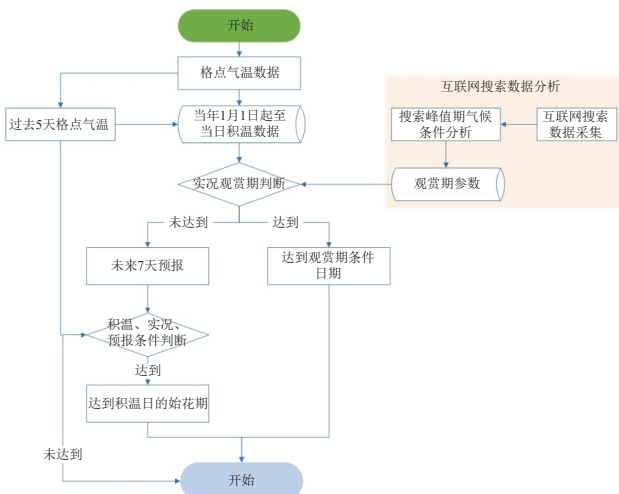 开始
格点气温数据
互联网搜索数据分析
过去5天格点气温
当年1月1日起至
当日积温数据
搜索峰值期气候
条件分析
互联网搜索
数据采集
实况观赏期判断
观赏期参数
未达到
达到
未来7天预报
达到观赏期条件
日期
积温、实况、
预报条件判断
达到
达到积温日的始花期
未达到
开始